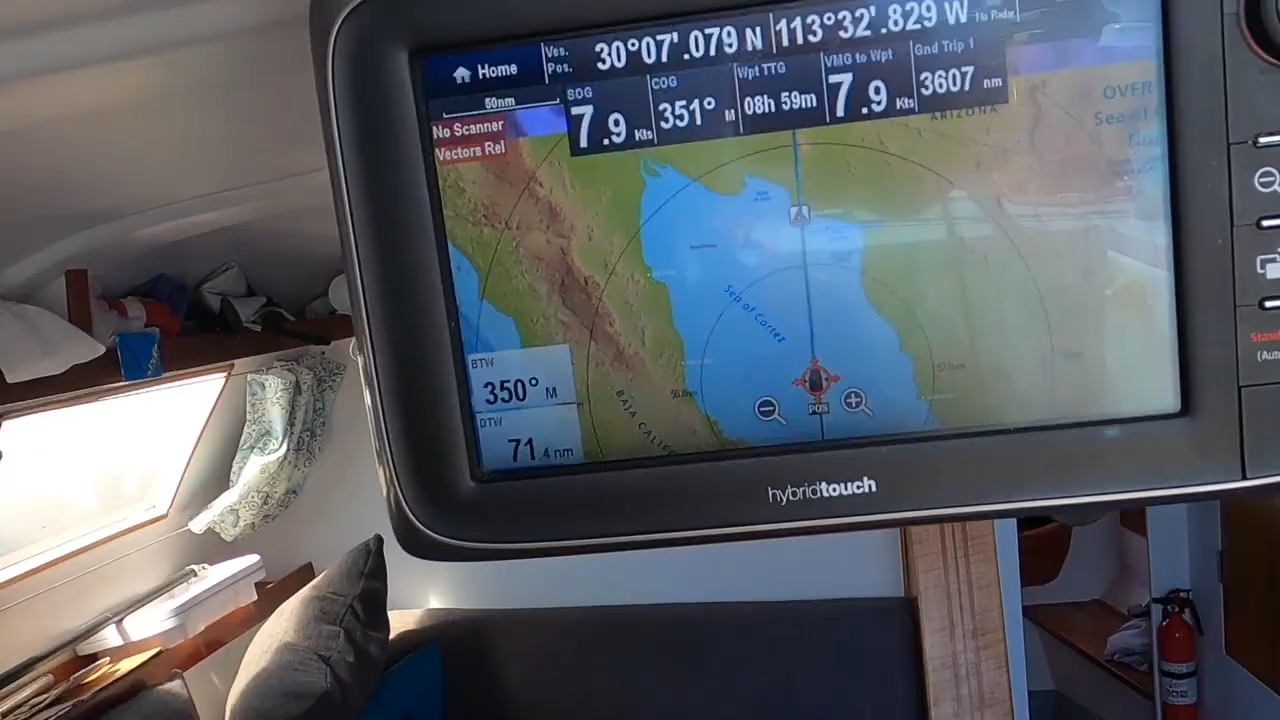 Home
Ves. Pos.
30°07'.079 N
113°32'.829 W
No Radar
50nm
SOG
7.9 Kts
COG
351° M
Wpt TTG
08h 59m
VMG to Wpt
7.9 Kts
Gnd Trip 1
3607 nm
No Scanner
Vectors Rel
ARIZONA
OVER
Sea of
Sea of Cortez
BTW
350° M
DTW
71.4 nm
BAJA CALIF
POS
hybridtouch
(Auto